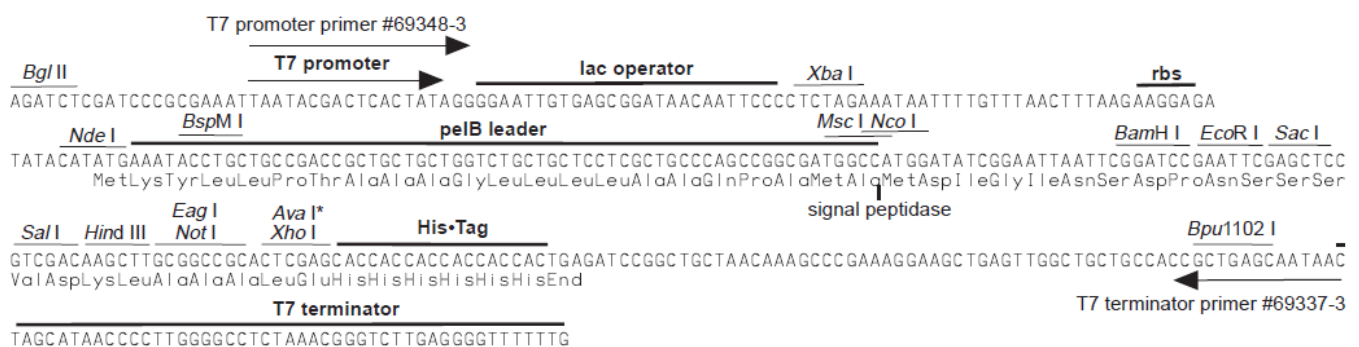 T7 promoter primer #69348-3
Bgl II T7 promoter lac operator Xba I rbs
AGATCTCGATCCCGCGAAATTAATACGACTCACTATAGGGGAATTGTGAGCGGATAACAATTCCCCTCTAGAAATAATTTTGTTTAACTTTAAGAAGGAGA
Nde I BspM I pelB leader Msc I Nco I BamH I EcoR I Sac I
TATACATATGAAATACCTGCTGCCGACCGCTGCTGCTGGTCTGCTGCTCCTCGCTGCCCAGCCGGCGATGGCCATGGATATCGGAATTAATTCGGATCCGAATTCGAGCTCC
MetLysTyrLeuLeuProThrAlaAlaAlaGlyLeuLeuLeuLeuAlaAlaGlnProAlaMetAlaMetAspIleGlyIleAsnSerAspProAsnSerSerSer
signal peptidase
Sal I Hind III Eag I Not I Ava I* Xho I His•Tag Bpu1102 I
GTCGACAAGCTTGCGGCCGCACTCGAGCACCACCACCACCACCACTGAGATCCGGCTGCTAACAAAGCCCGAAAGGAAGCTGAGTTGGCTGCTGCCACCGCTGAGCAATAAC
ValAspLysLeuAlaAlaAlaLeuGluHisHisHisHisHisHisEnd
T7 terminator primer #69337-3
T7 terminator
TAGCATAACCCCTTGGGGCCTCTAAACGGGTCTTGAGGGGTTTTTTG